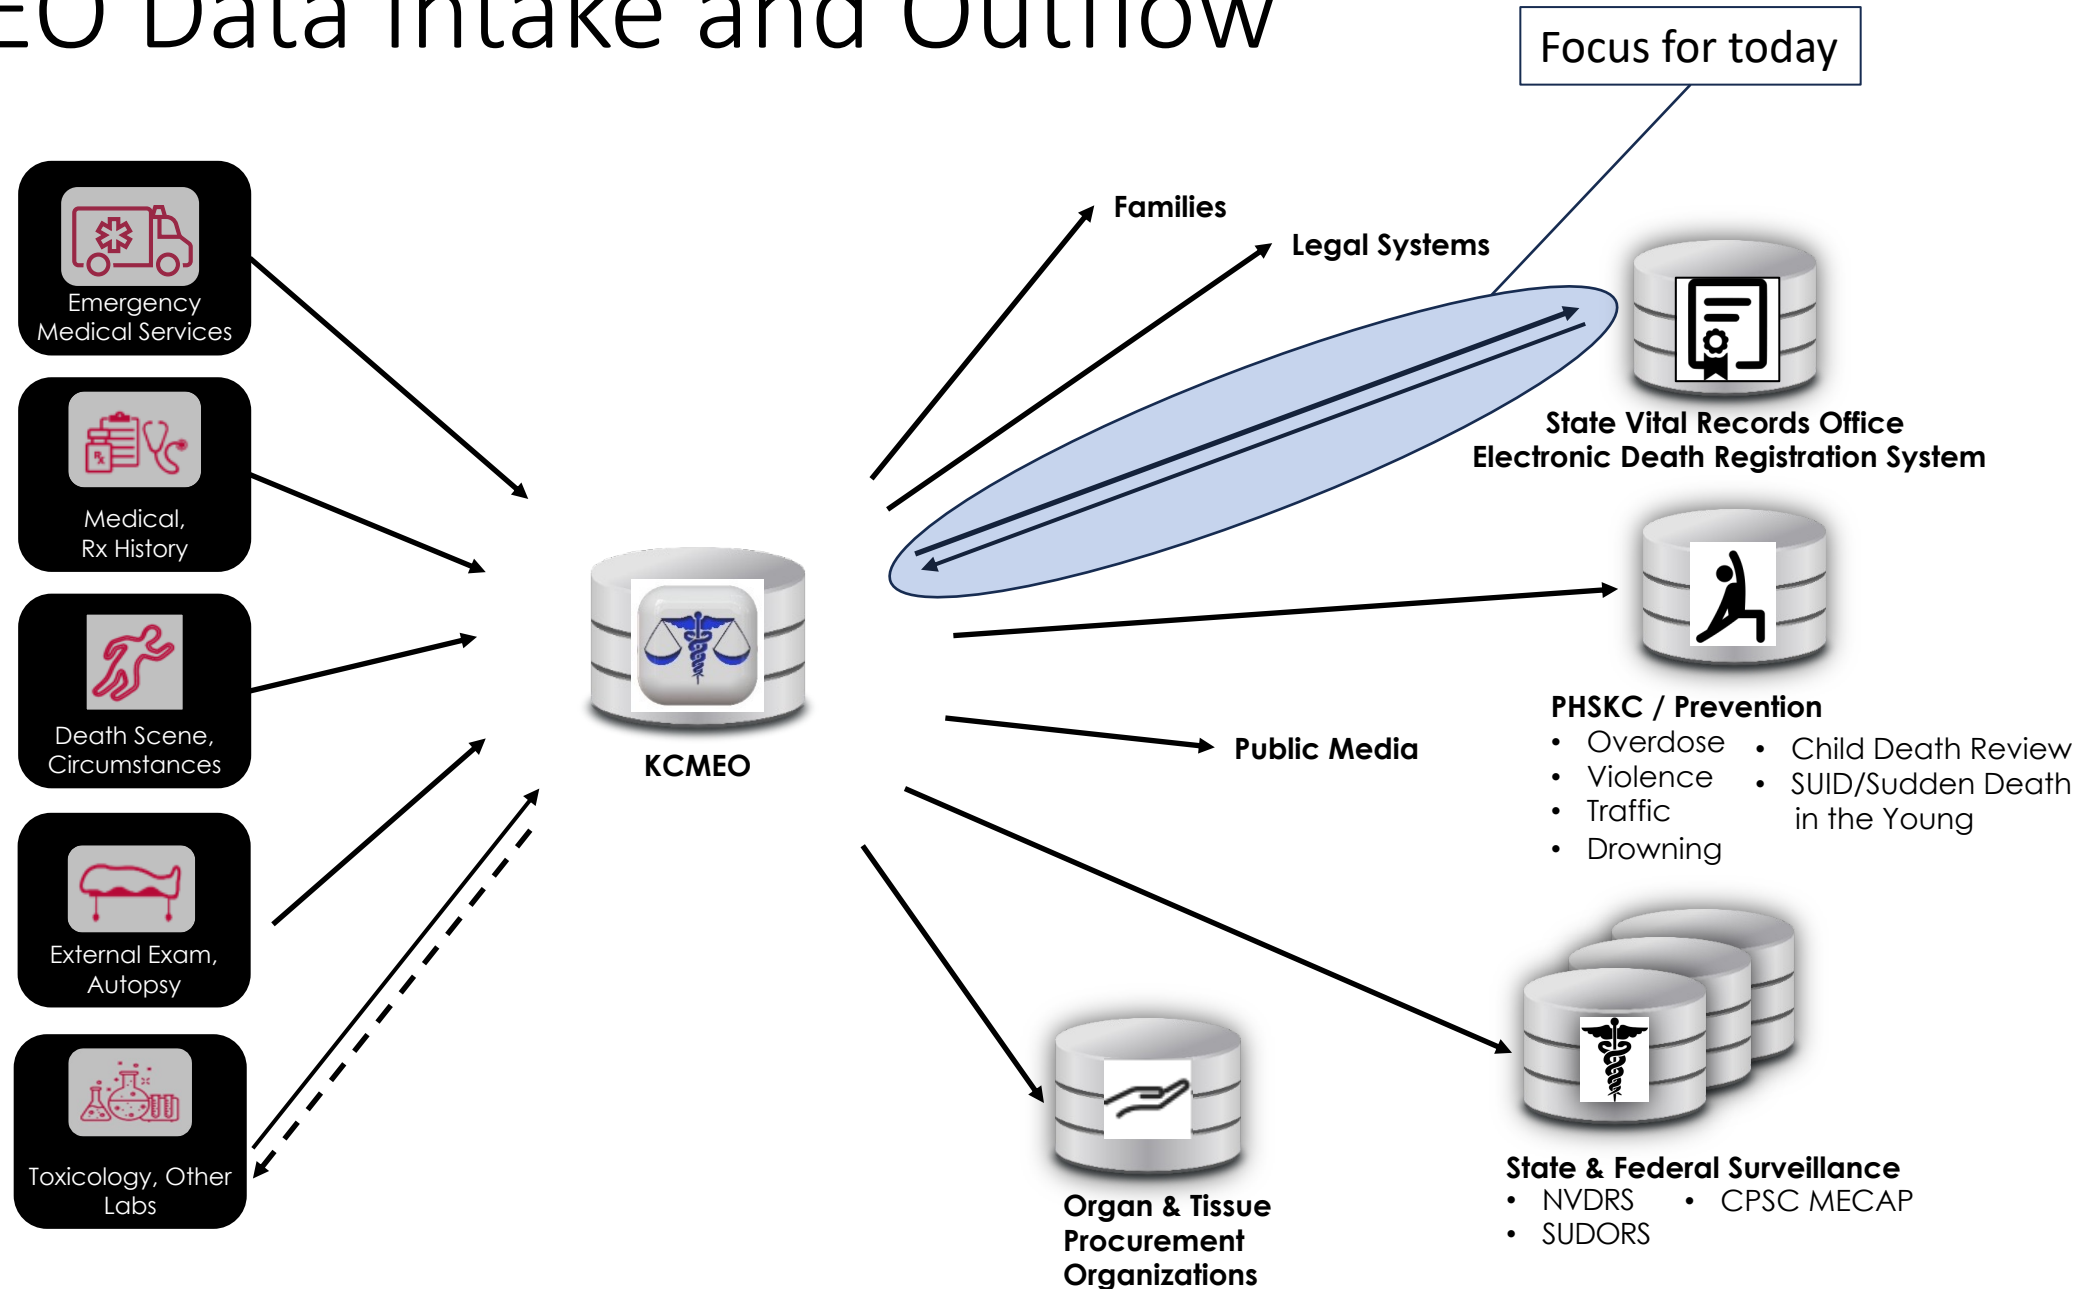 EO Data Intake and Outflow
Focus for today
Emergency
Medical Services
Medical,
Rx History
Death Scene,
Circumstances
External Exam,
Autopsy
Toxicology, Other
Labs
KCMEO
Families
Legal Systems
State Vital Records Office
Electronic Death Registration System
PHSKC / Prevention
• Overdose
• Violence
• Traffic
• Drowning
• Child Death Review
• SUID/Sudden Death
in the Young
Public Media
State & Federal Surveillance
• NVDRS
• SUDORS
• CPSC MECAP
Organ & Tissue
Procurement
Organizations